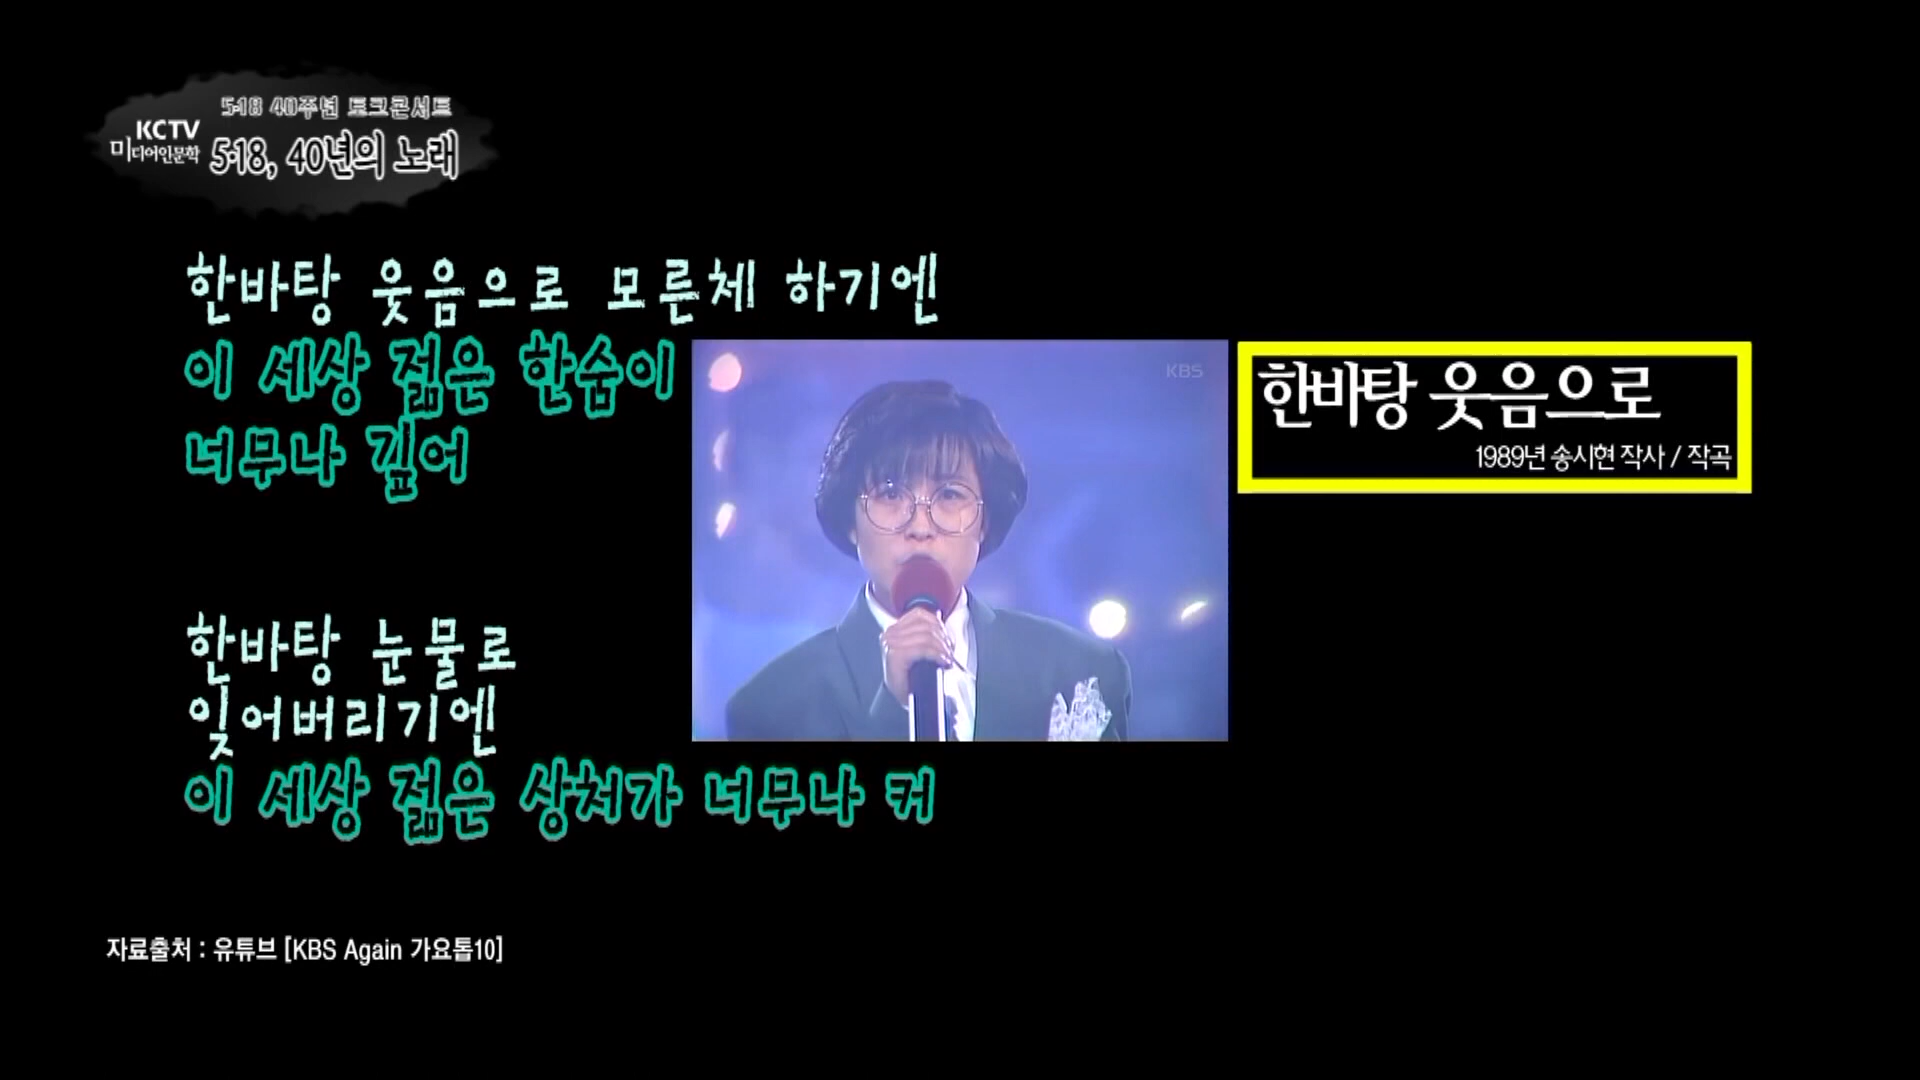 5·18 40주년 토크콘서트
KCTV
미디어인문학
5·18, 40년의 노래
한바탕 웃음으로 모른체 하기엔
이 세상 젊은 한숨이
너무나 깊어
한바탕 눈물로
잊어버리기엔
이 세상 젊은 상처가 너무나 커
KBS
한바탕 웃음으로
1989년 송시현 작사 / 작곡
자료출처 : 유튜브 [KBS Again 가요톱10]